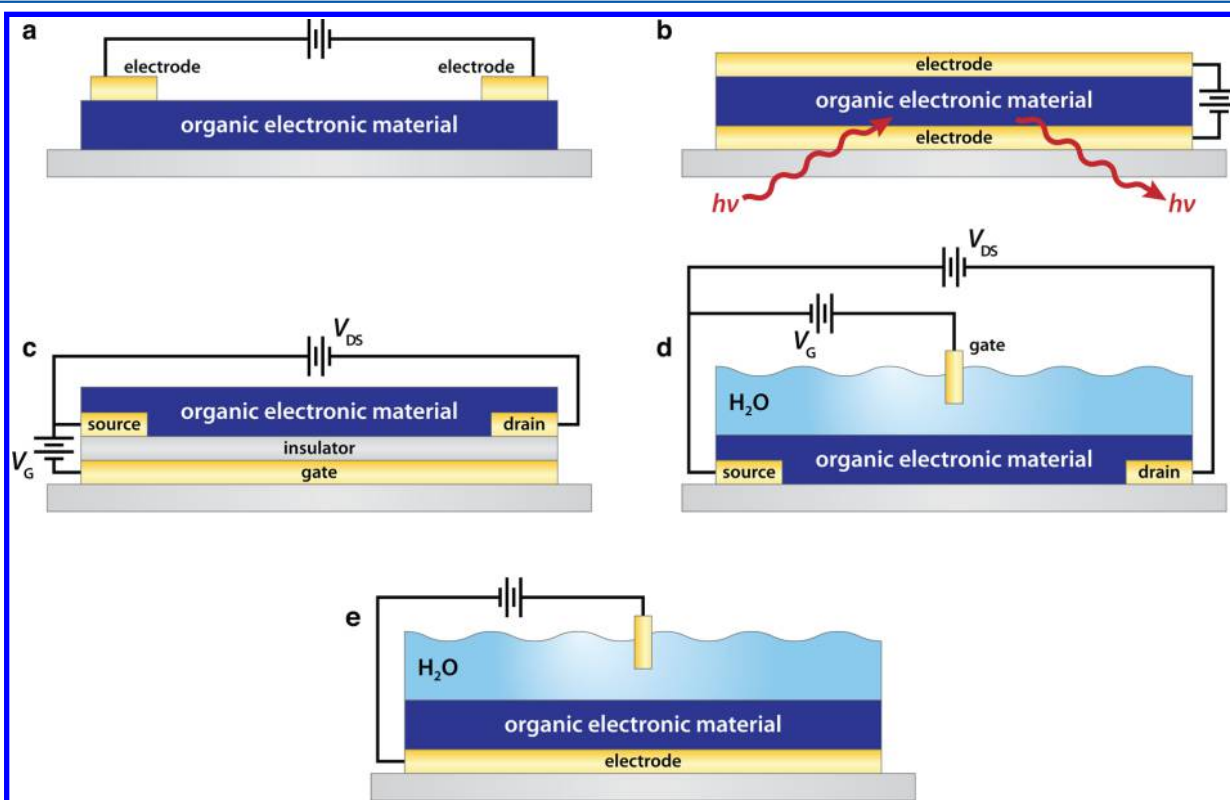 a
electrode electrode
organic electronic material
b
electrode
organic electronic material
electrode
hν hν
c
V_DS
organic electronic material
source drain
insulator
V_G
gate
d
V_DS
V_G
gate
H₂O
organic electronic material
source drain
e
H₂O
organic electronic material
electrode